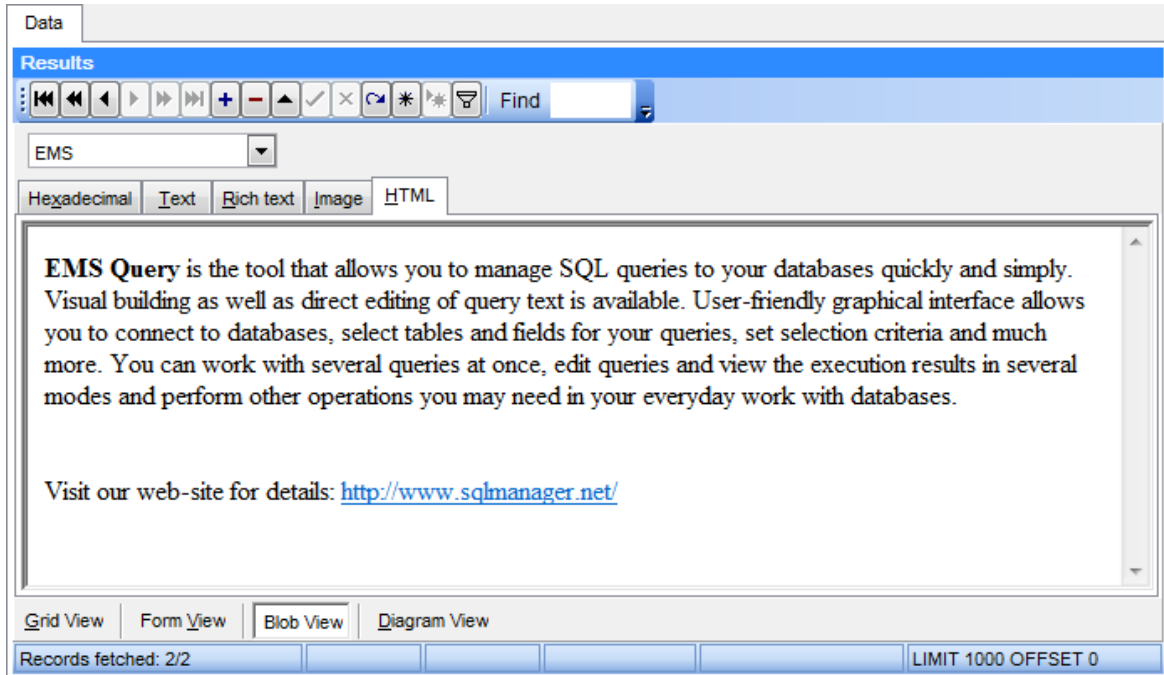 Data
Results
Find
EMS
Hexadecimal Text Rich text Image HTML
EMS Query is the tool that allows you to manage SQL queries to your databases quickly and simply.
Visual building as well as direct editing of query text is available. User-friendly graphical interface allows
you to connect to databases, select tables and fields for your queries, set selection criteria and much
more. You can work with several queries at once, edit queries and view the execution results in several
modes and perform other operations you may need in your everyday work with databases.
Visit our web-site for details: http://www.sqlmanager.net/
Grid View Form View Blob View Diagram View
Records fetched: 2/2 LIMIT 1000 OFFSET 0